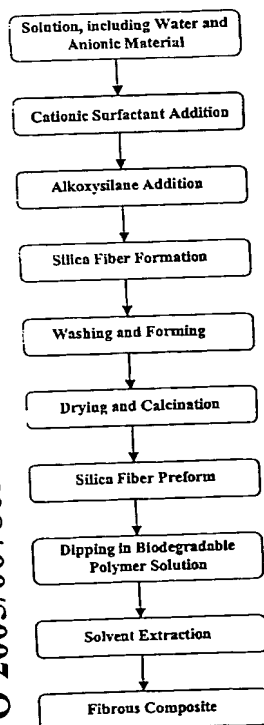 Solution, including Water and
Anionic Material
Cationic Surfactant Addition
Alkoxysilane Addition
Silica Fiber Formation
Washing and Forming
Drying and Calcination
Silica Fiber Preform
Dipping in Biodegradable
Polymer Solution
Solvent Extraction
Fibrous Composite